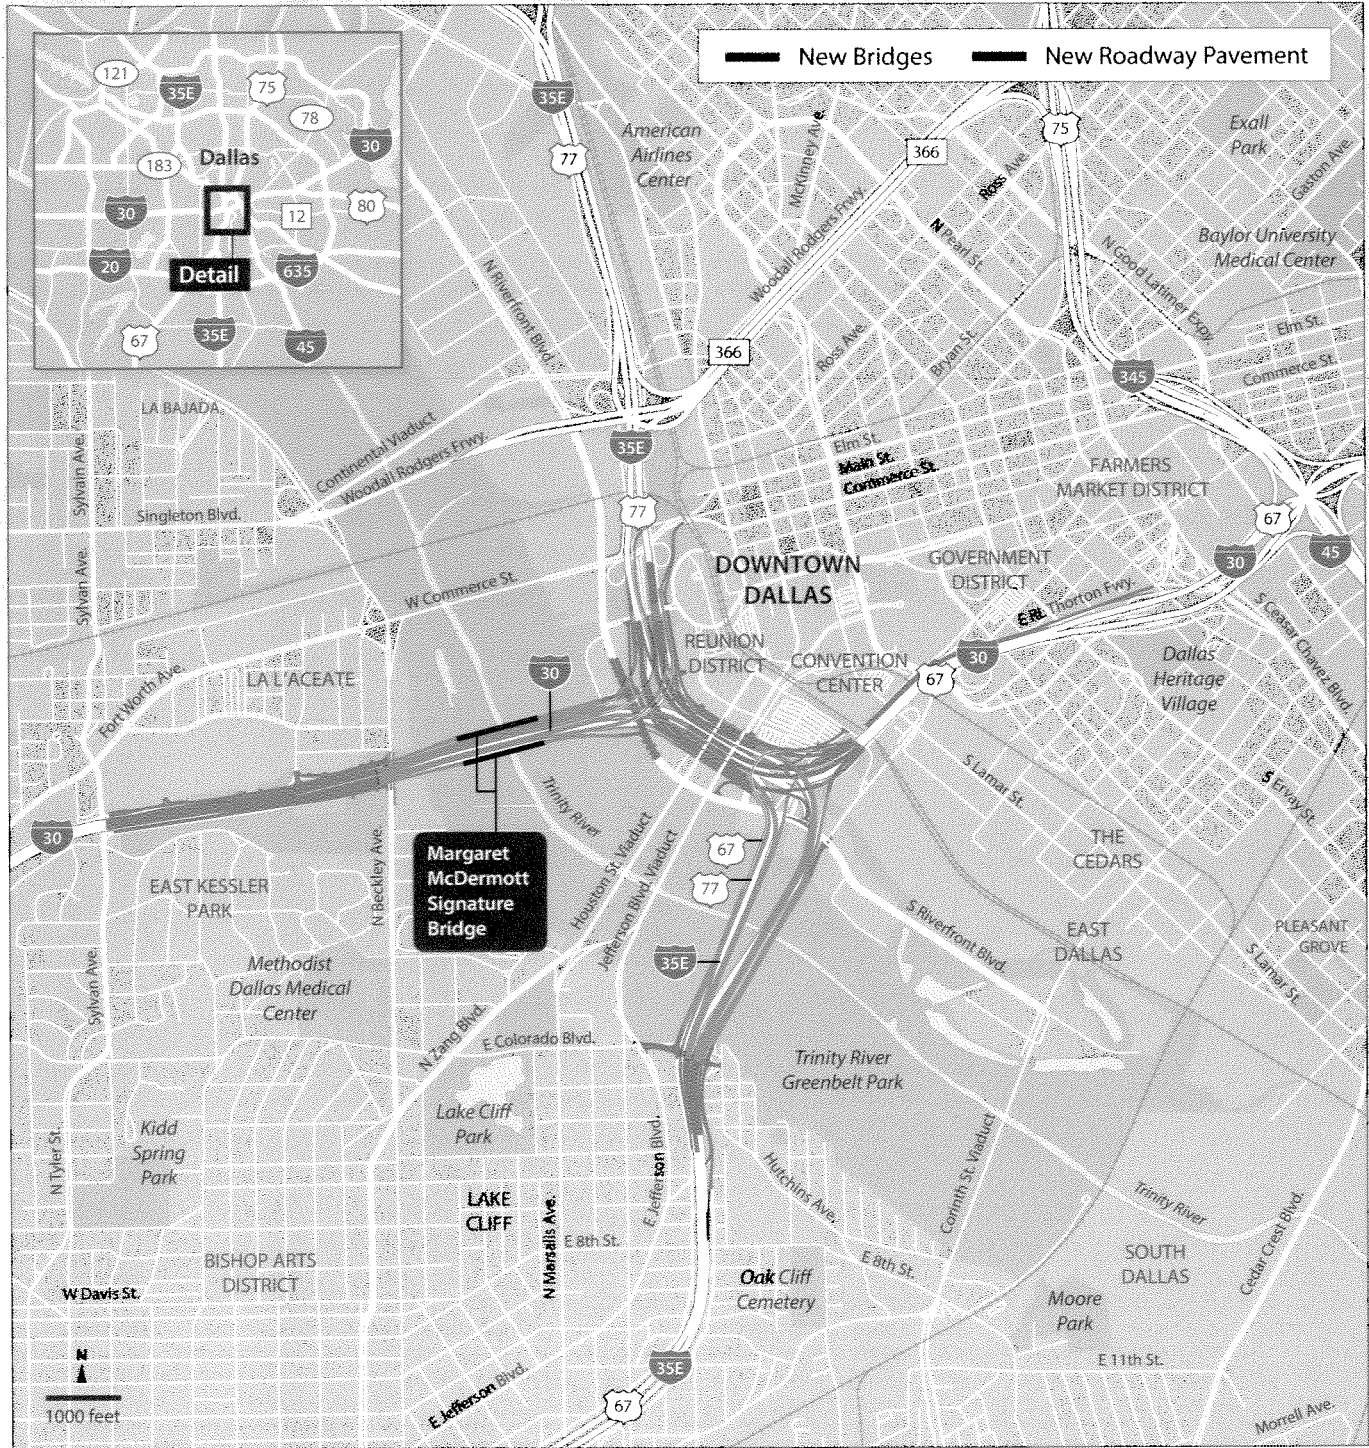 New Bridges
New Roadway Pavement
121
35E
75
78
30
183
Dallas
30
12
80
20
Detail
635
67
35E
45
35E
77
American
Airlines
Center
McKinney Ave.
366
75
Exall
Park
Gaston Ave.
Ross Ave.
N Pearl St.
Baylor University
Medical Center
N Good Latimer Expy.
Woodall Rodgers Frwy.
N Riverfront Blvd.
366
Ross Ave.
Bryan St.
Elm St.
Commerce St.
345
LA BAJADA
Sylvan Ave.
Continental Viaduct
Woodall Rodgers Frwy.
35E
Elm St.
Main St.
Commerce St.
FARMERS
MARKET DISTRICT
Singleton Blvd.
77
67
45
30
Sylvan Ave.
W Commerce St.
DOWNTOWN
DALLAS
GOVERNMENT
DISTRICT
E RL Thorton Fwy.
S Ceasar Chavez Blvd.
REUNION
DISTRICT
CONVENTION
CENTER
30
67
Dallas
Heritage
Village
Fort Worth Ave.
LA L'ACEATE
30
Trinity River
S Lamar St.
S Ervay St.
30
Margaret
McDermott
Signature
Bridge
Houston St. Viaduct
Jefferson Blvd. Viaduct
67
77
THE
CEDARS
EAST KESSLER
PARK
N Beckley Ave
S Riverfront Blvd.
EAST
DALLAS
PLEASANT
GROVE
S Lamar St.
Sylvan Ave.
Methodist
Dallas Medical
Center
35E
N Zang Blvd.
E Colorado Blvd.
Trinity River
Greenbelt Park
Lake Cliff
Park
Kidd
Spring
Park
N Tyler St.
E Jefferson Blvd.
Hutchins Ave.
Corinth St. Viaduct
Trinity River
Cedar Crest Blvd.
LAKE
CLIFF
N Marsalis Ave.
E 8th St.
E 8th St.
BISHOP ARTS
DISTRICT
W Davis St.
Oak Cliff
Cemetery
SOUTH
DALLAS
Moore
Park
E 11th St.
N
1000 feet
35E
67
E Jefferson Blvd.
Morrell Ave.